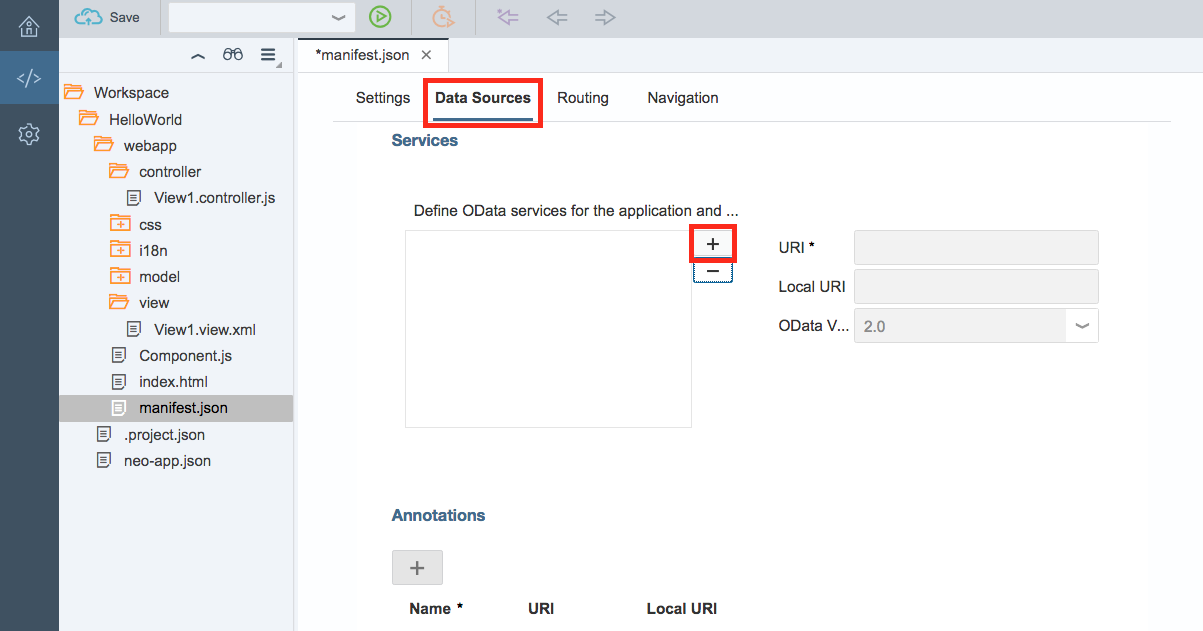 Save
*manifest.json
Workspace
HelloWorld
webapp
controller
View1.controller.js
css
i18n
model
view
View1.view.xml
Component.js
index.html
manifest.json
.project.json
neo-app.json
Settings Data Sources Routing Navigation
Services
Define OData services for the application and ...
URI *
Local URI
OData V... 2.0
Annotations
Name * URI Local URI